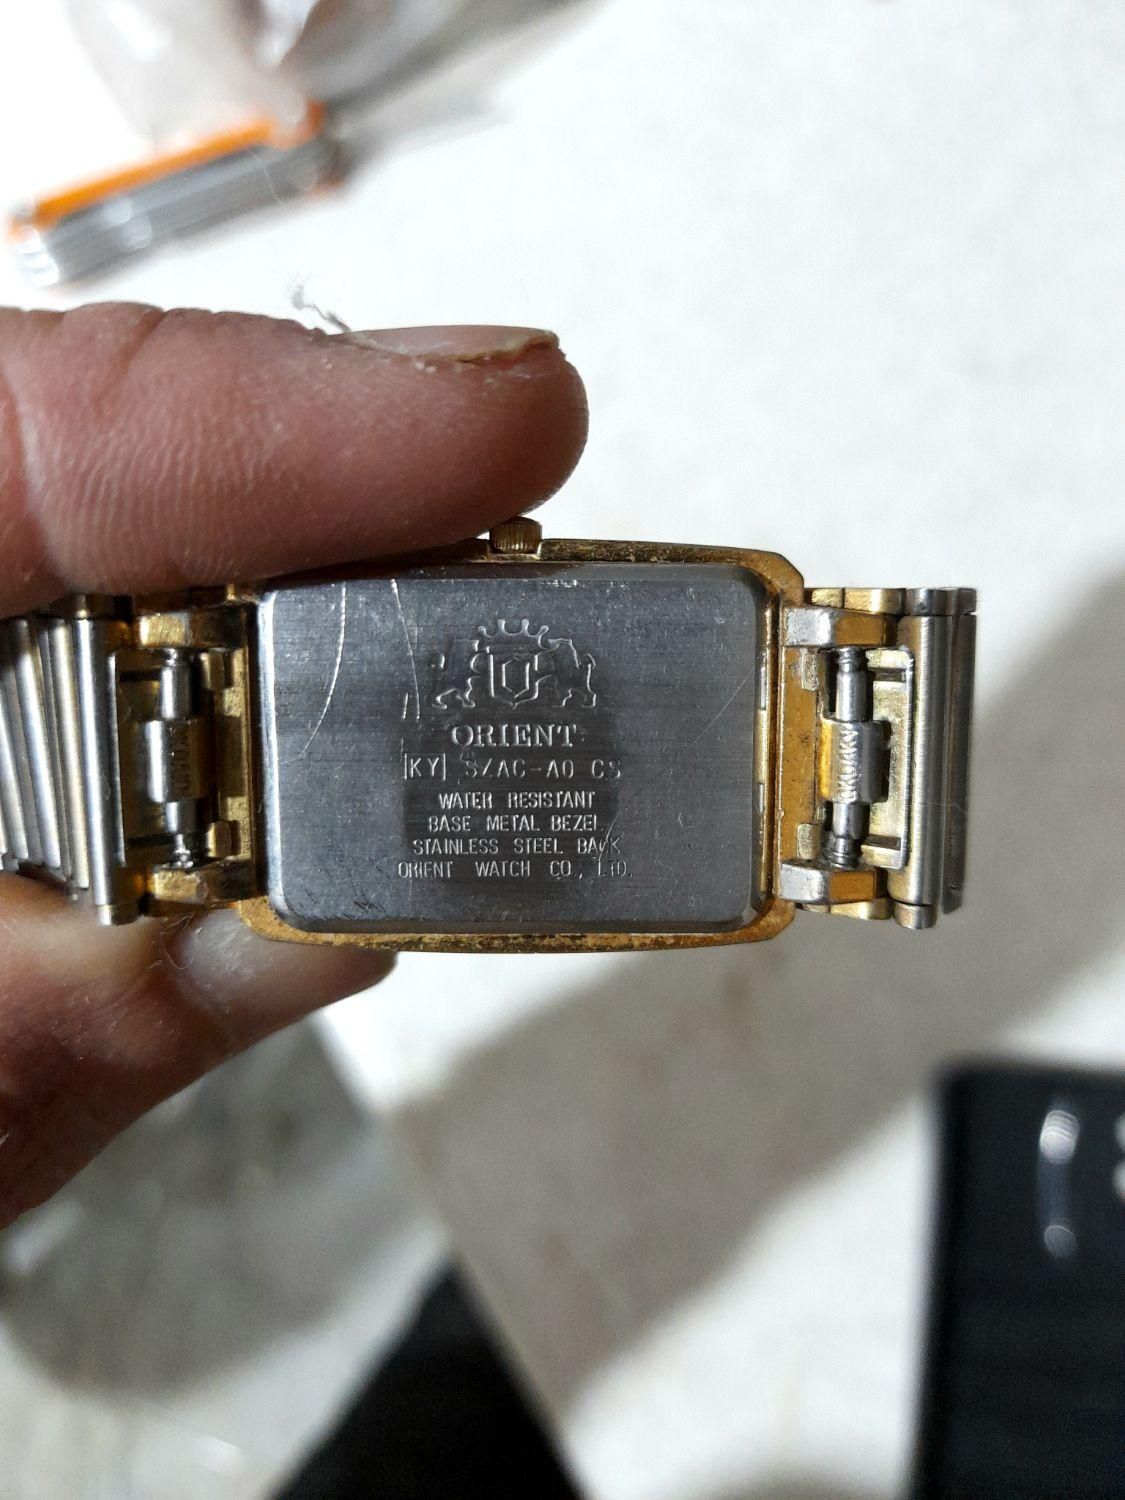 ORIENT
KY SZAC-A0 CS
WATER RESISTANT
BASE METAL BEZEL
STAINLESS STEEL BACK
ORIENT WATCH CO., LTD.